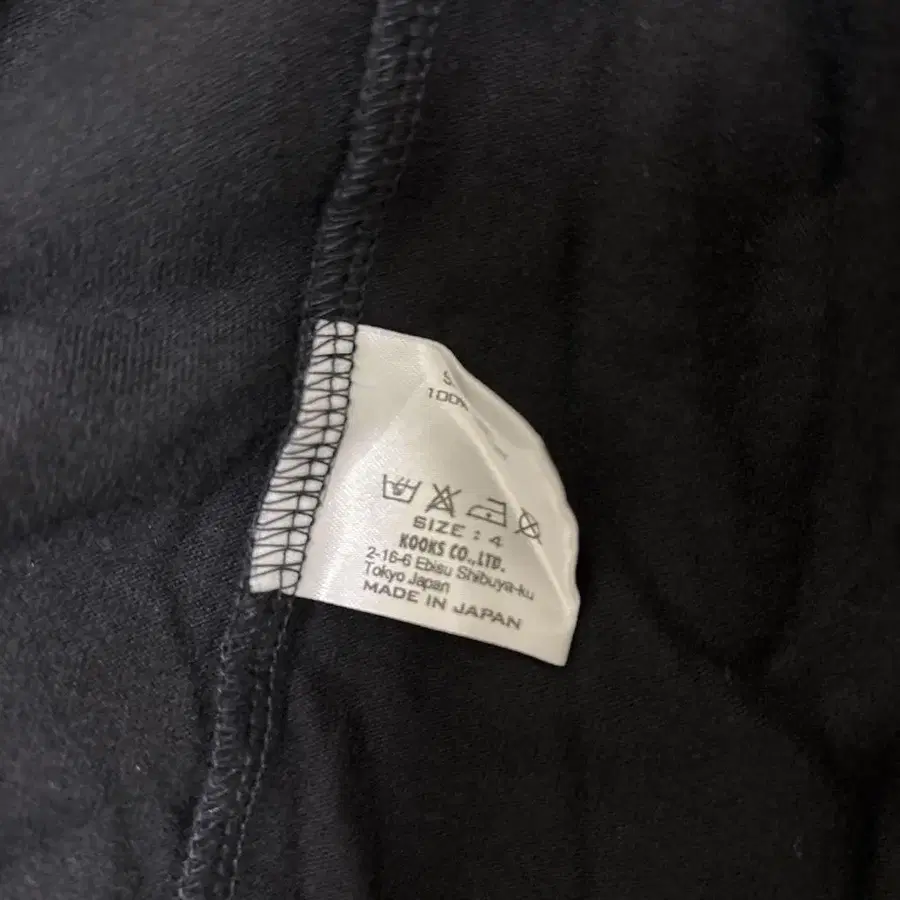 SIZE : 4
KOOKS CO.,LTD.
2-16-6 Ebisu Shibuya-ku
Tokyo Japan
MADE IN JAPAN